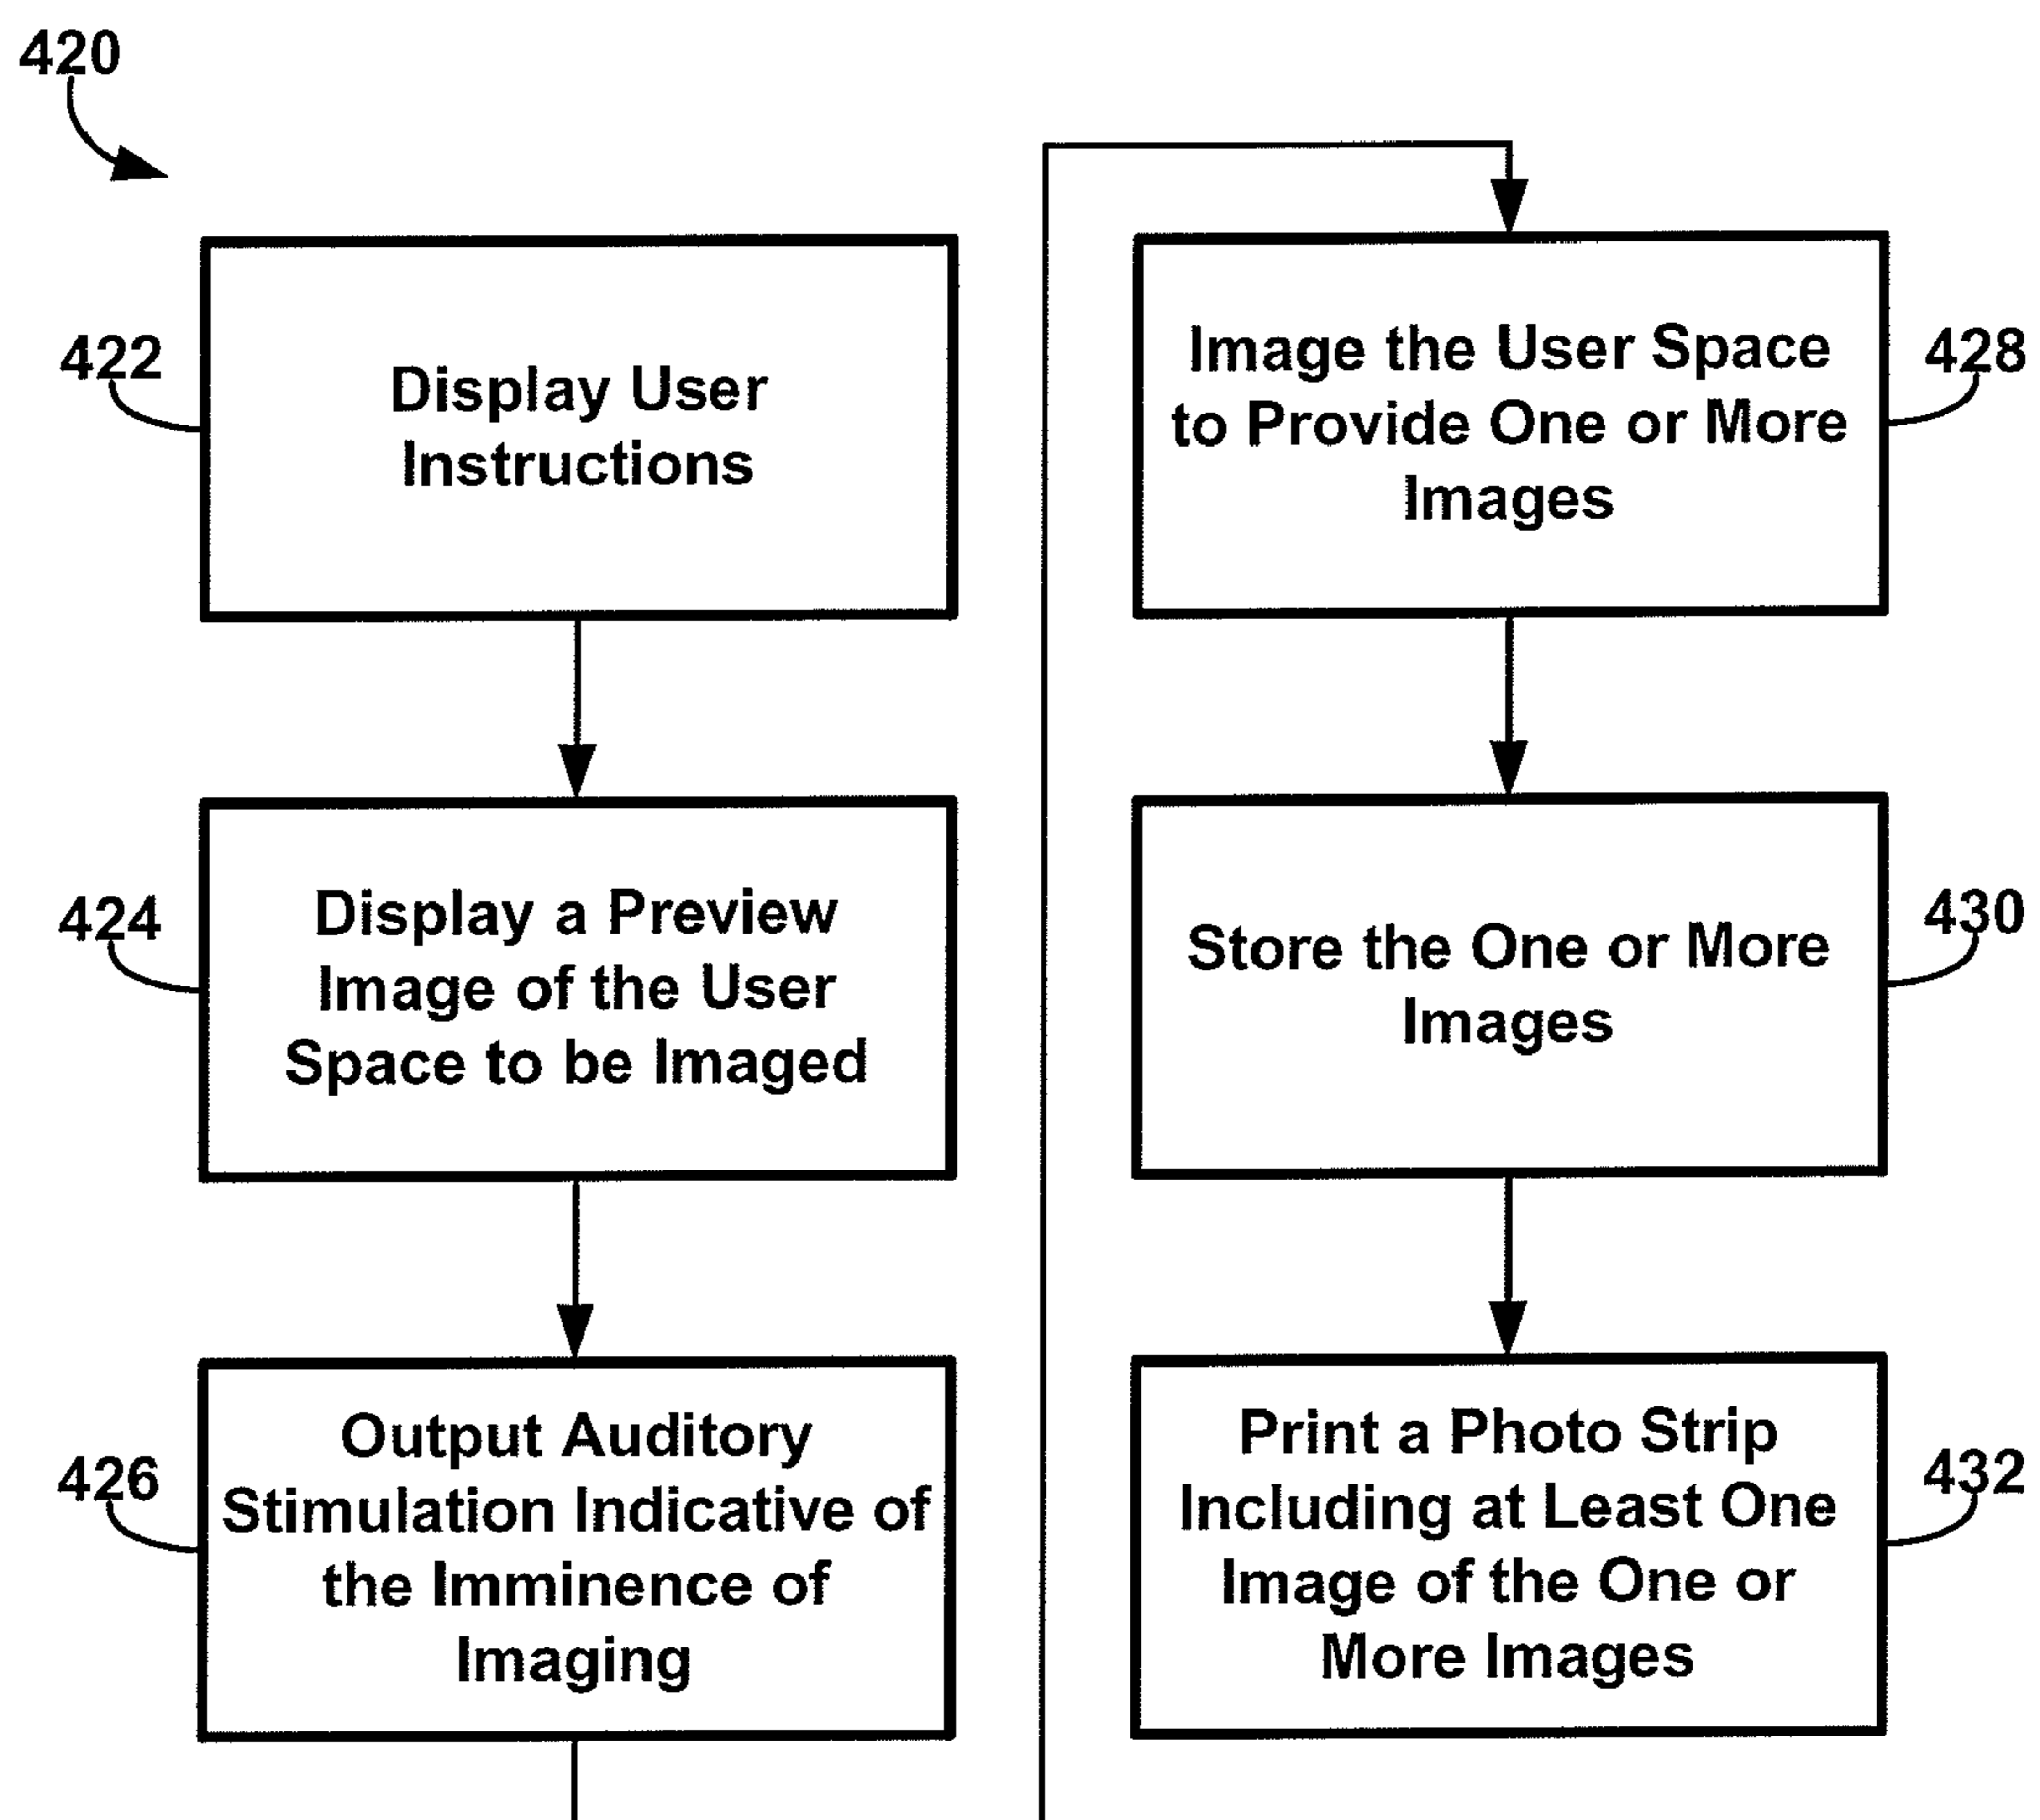 420
422
Display User
Instructions
424
Display a Preview
Image of the User
Space to be Imaged
426
Output Auditory
Stimulation Indicative of
the Imminence of
Imaging
428
Image the User Space
to Provide One or More
Images
430
Store the One or More
Images
432
Print a Photo Strip
Including at Least One
Image of the One or
More Images